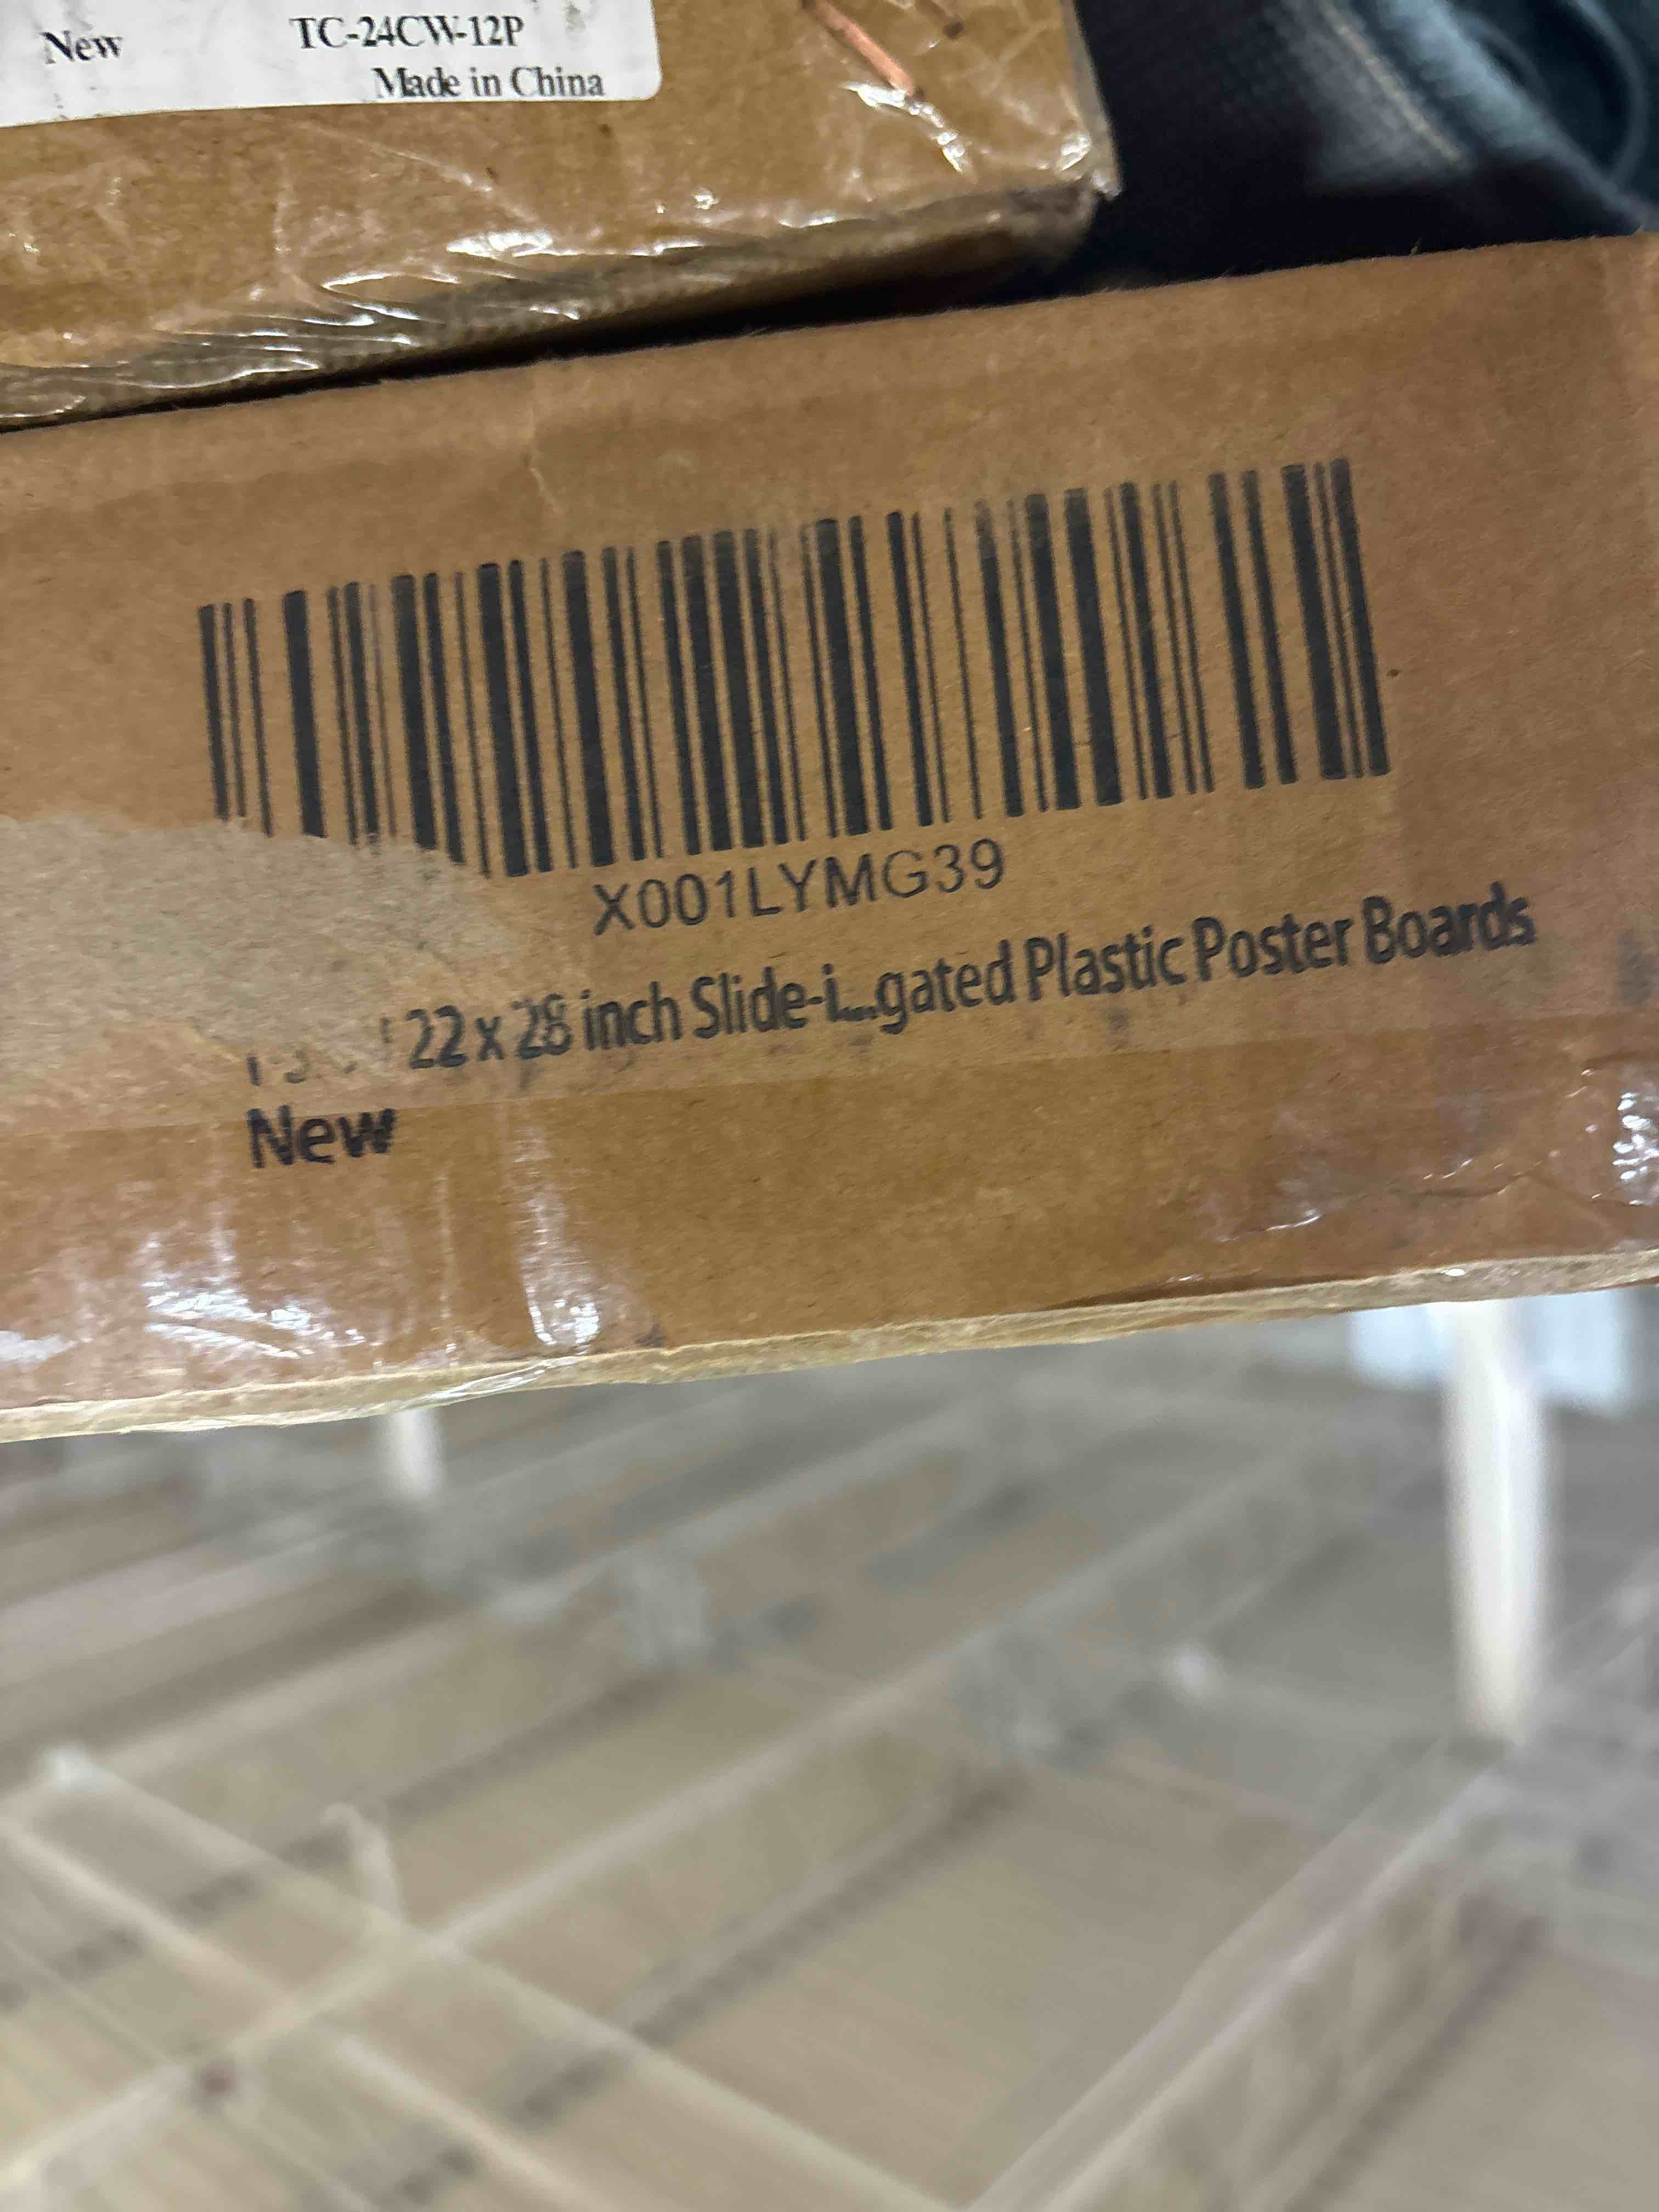 New TC-24CW-12P
Made in China
X001LYMG39
22 x 28 inch Slide-i...gated Plastic Poster Boards
New